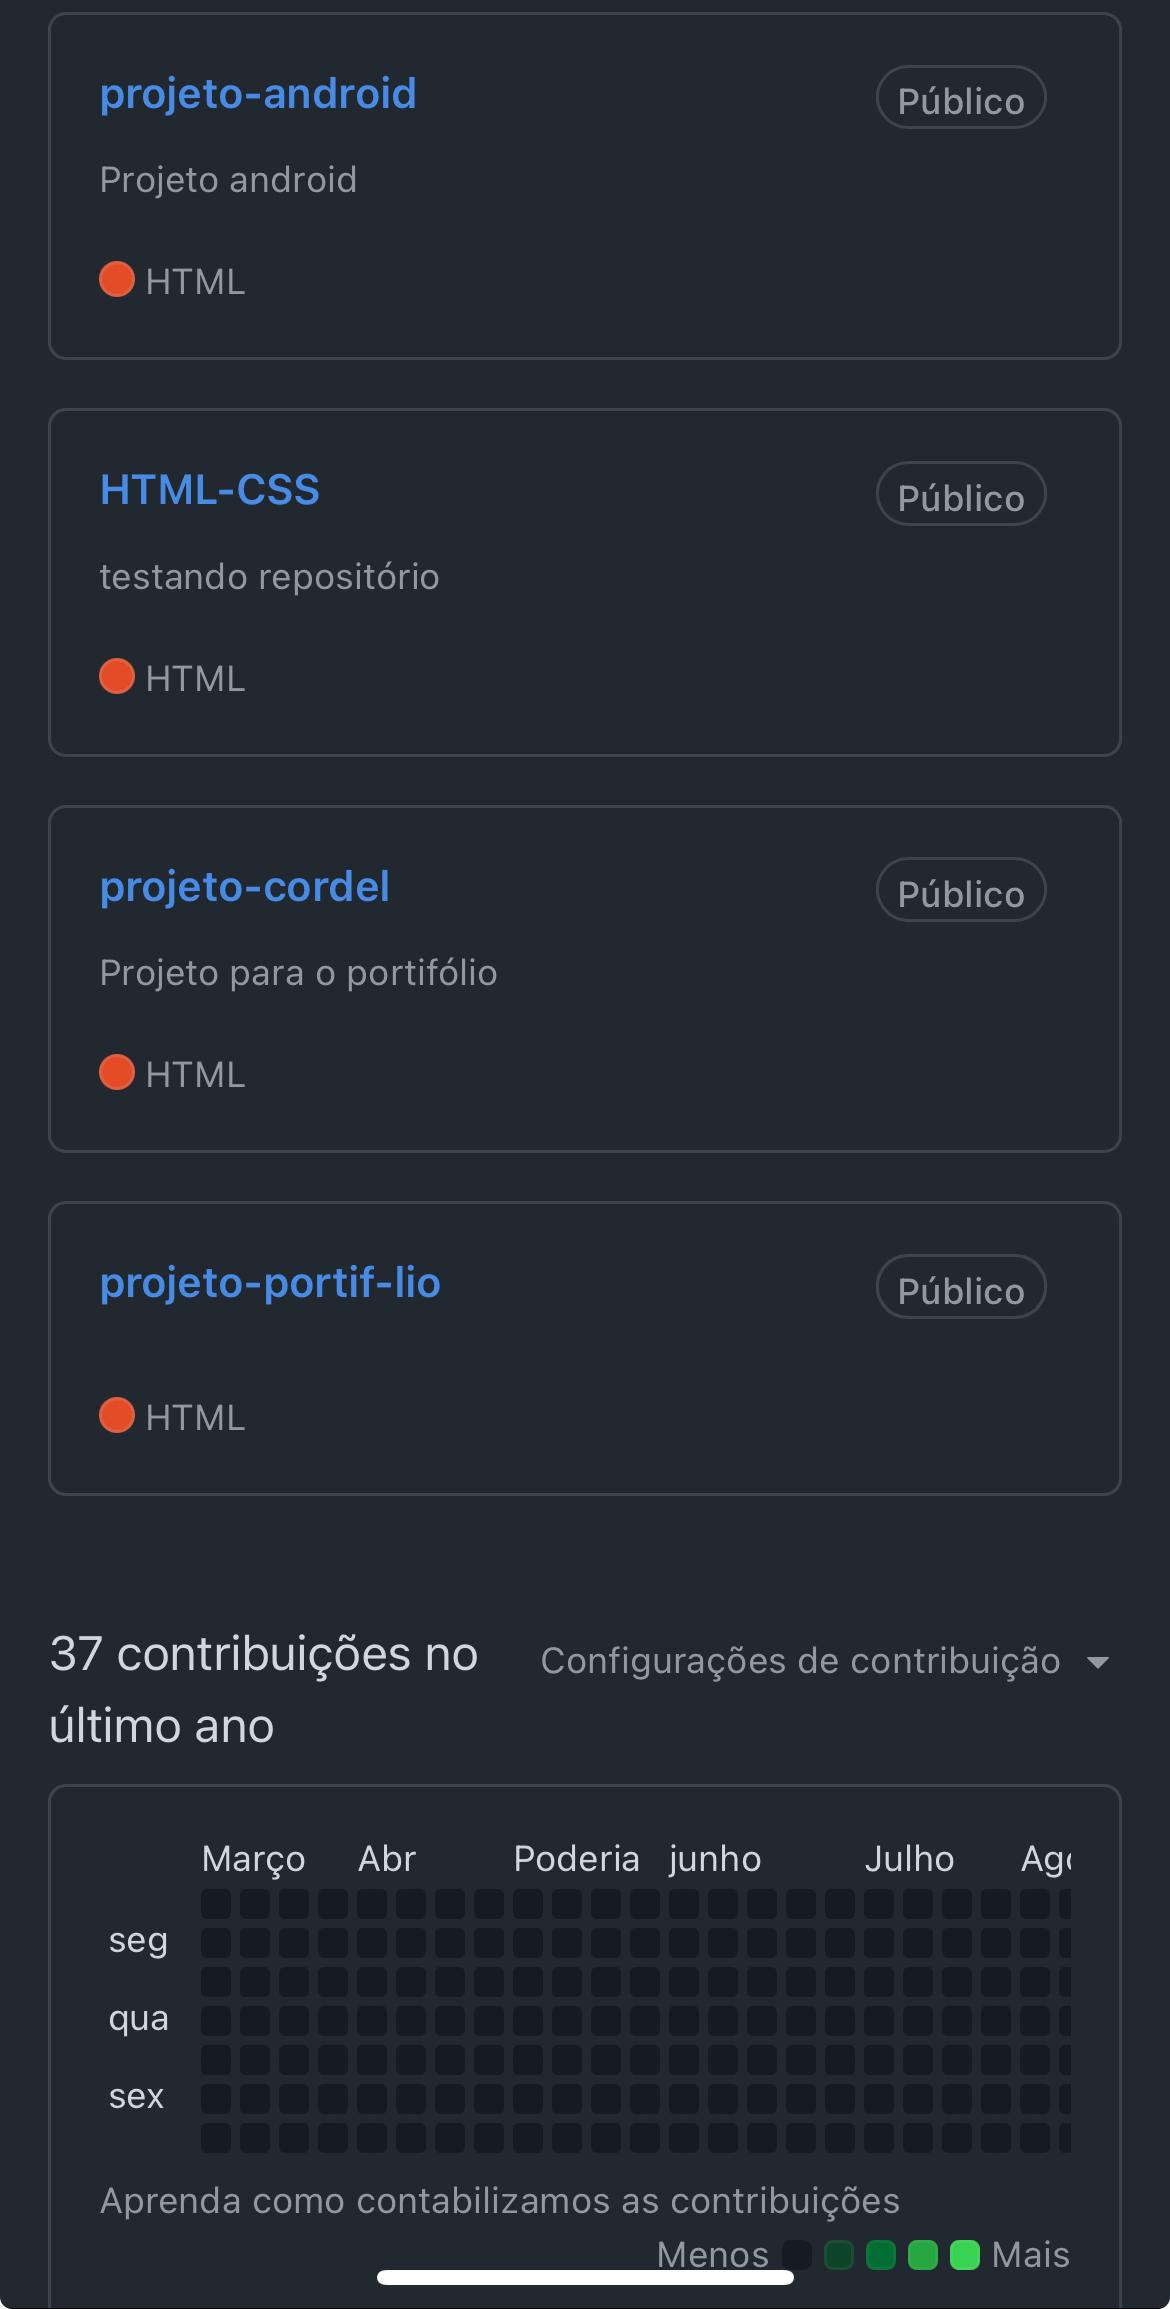 projeto-android
Público
Projeto android
HTML
HTML-CSS
Público
testando repositório
HTML
projeto-cordel
Público
Projeto para o portifólio
HTML
projeto-portif-lio
Público
HTML
37 contribuições no
último ano
Configurações de contribuição
Março Abr Poderia junho Julho Ago
seg
qua
sex
Aprenda como contabilizamos as contribuições
Menos Mais